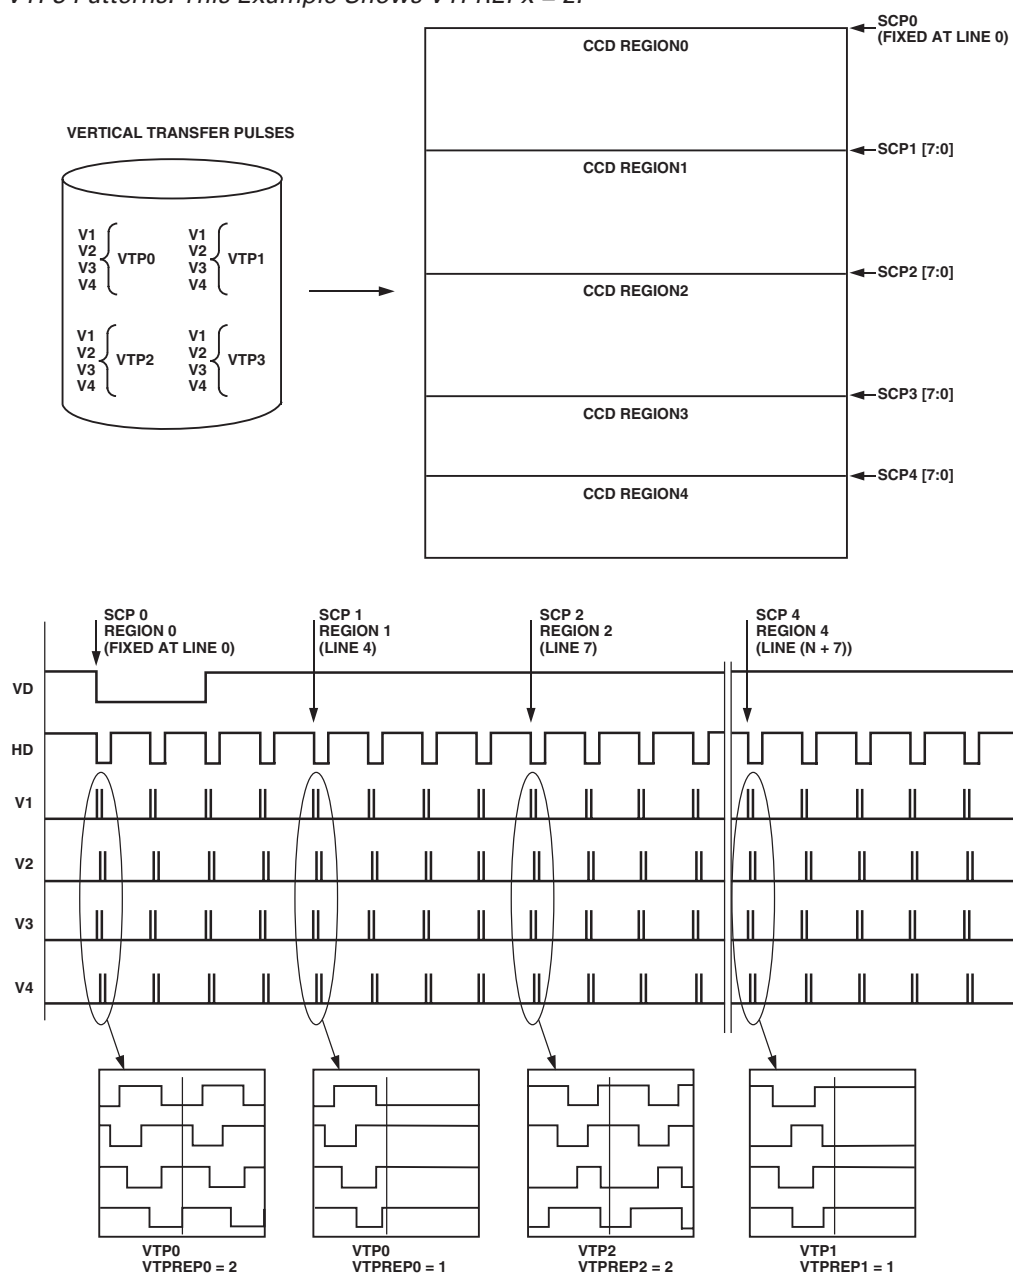 VTP3 Patterns. This Example Shows VTPREPx = 2.
SCP0
(FIXED AT LINE 0)
CCD REGION0
VERTICAL TRANSFER PULSES
SCP1 [7:0]
CCD REGION1
V1
V2
V3
V4
VTP0
V1
V2
V3
V4
VTP1
SCP2 [7:0]
CCD REGION2
V1
V2
V3
V4
VTP2
V1
V2
V3
V4
VTP3
SCP3 [7:0]
CCD REGION3
SCP4 [7:0]
CCD REGION4
SCP 0
REGION 0
(FIXED AT LINE 0)
SCP 1
REGION 1
(LINE 4)
SCP 2
REGION 2
(LINE 7)
SCP 4
REGION 4
(LINE (N + 7))
VD
HD
V1
V2
V3
V4
VTP0
VTPREP0 = 2
VTP0
VTPREP0 = 1
VTP2
VTPREP2 = 2
VTP1
VTPREP1 = 1